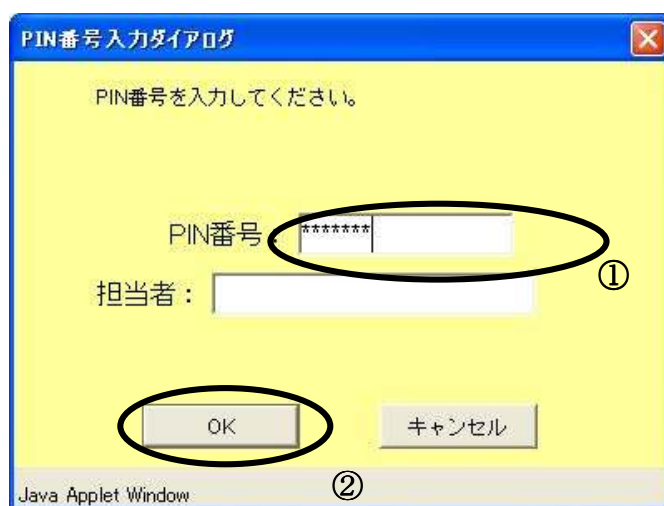 PIN番号入力ダイアログ
PIN番号を入力してください。
PIN番号： *******
①
担当者：
OK キャンセル
②
Java Applet Window